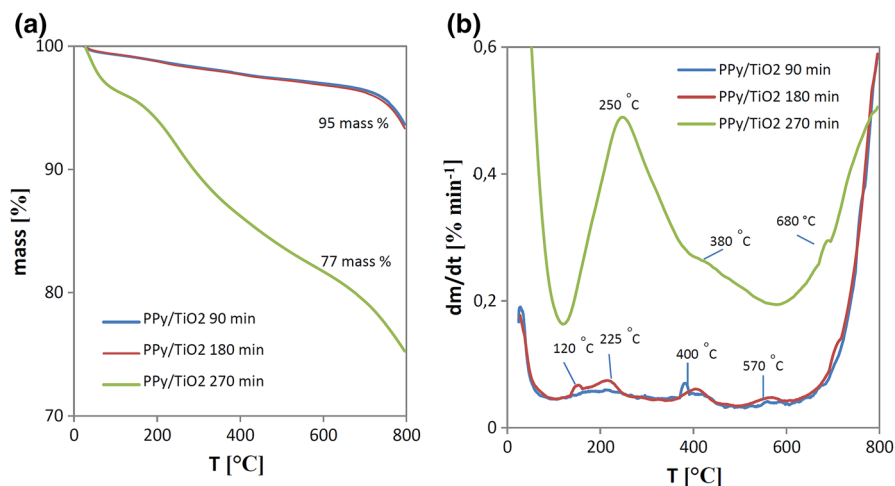 (a)
100
90
80
70
mass [%]
95 mass %
77 mass %
PPy/TiO2 90 min
PPy/TiO2 180 min
PPy/TiO2 270 min
0
200
400
600
800
T [°C]
(b)
0,6
0,4
0,2
0
dm/dt [% min-1]
PPy/TiO2 90 min
PPy/TiO2 180 min
PPy/TiO2 270 min
250 °C
380 °C
680 °C
120 °C
225 °C
400 °C
570 °C
0
200
400
600
800
T [°C]